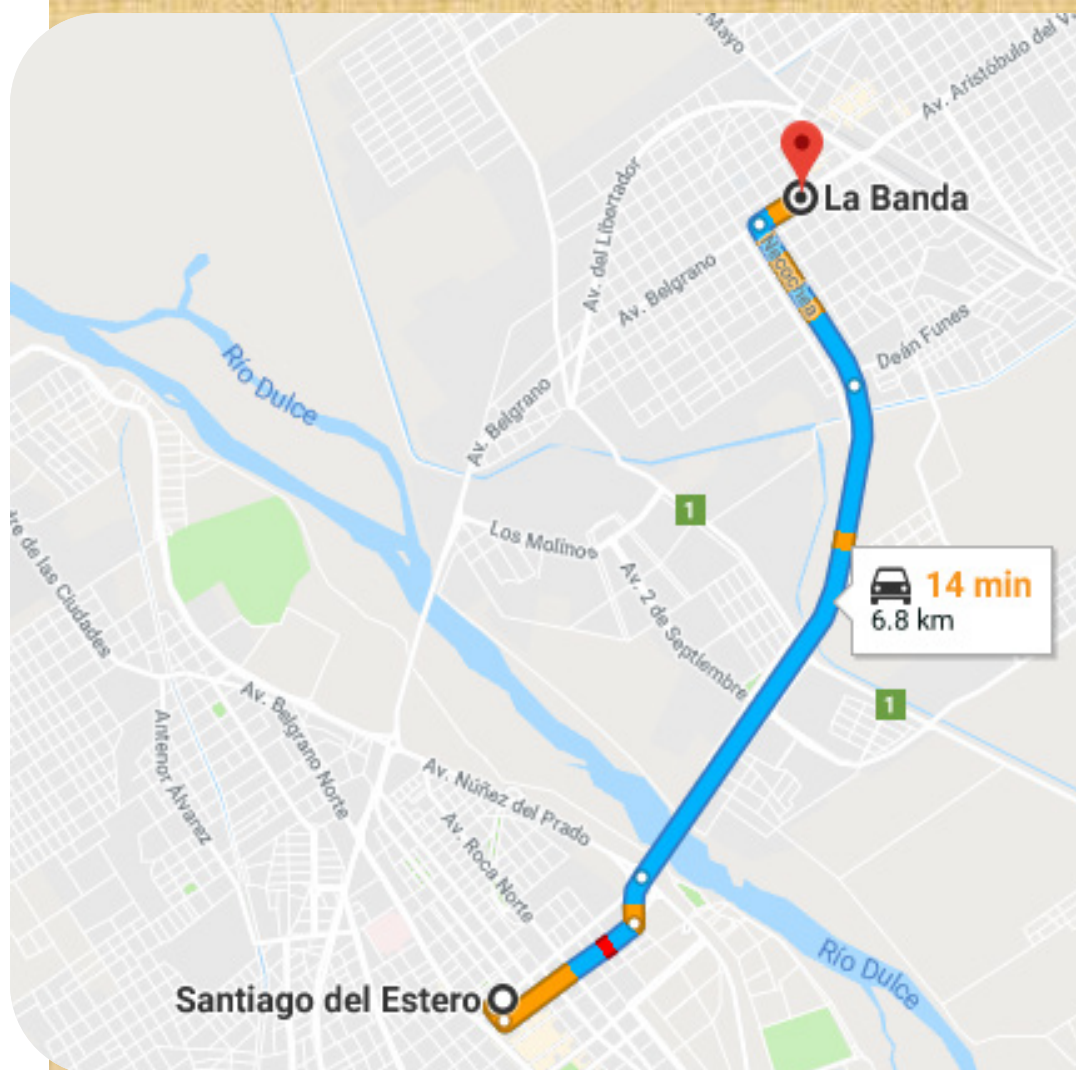 Mayo
Av. Aristóbulo del V
La Banda
Av. del Libertador
Necochea
Av. Belgrano
Deán Funes
Río Dulce
Av. Belgrano
1
Los Molinos
14 min
6.8 km
re de las Ciudades
Av. 2 de Septiembre
1
Av. Belgrano Norte
Antenor Álvarez
Av. Núñez del Prado
Av. Roca Norte
Río Dulce
Santiago del Estero